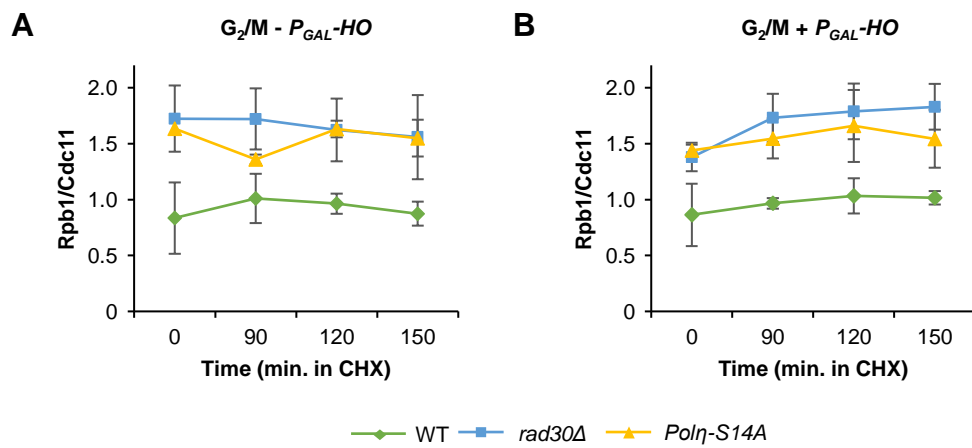 A
G₂/M - P_GAL-HO
Rpb1/Cdc11
2.0
1.5
1.0
0.5
0
0 90 120 150
Time (min. in CHX)
B
G₂/M + P_GAL-HO
Rpb1/Cdc11
2.0
1.5
1.0
0.5
0
0 90 120 150
Time (min. in CHX)
WT rad30Δ Polη-S14A